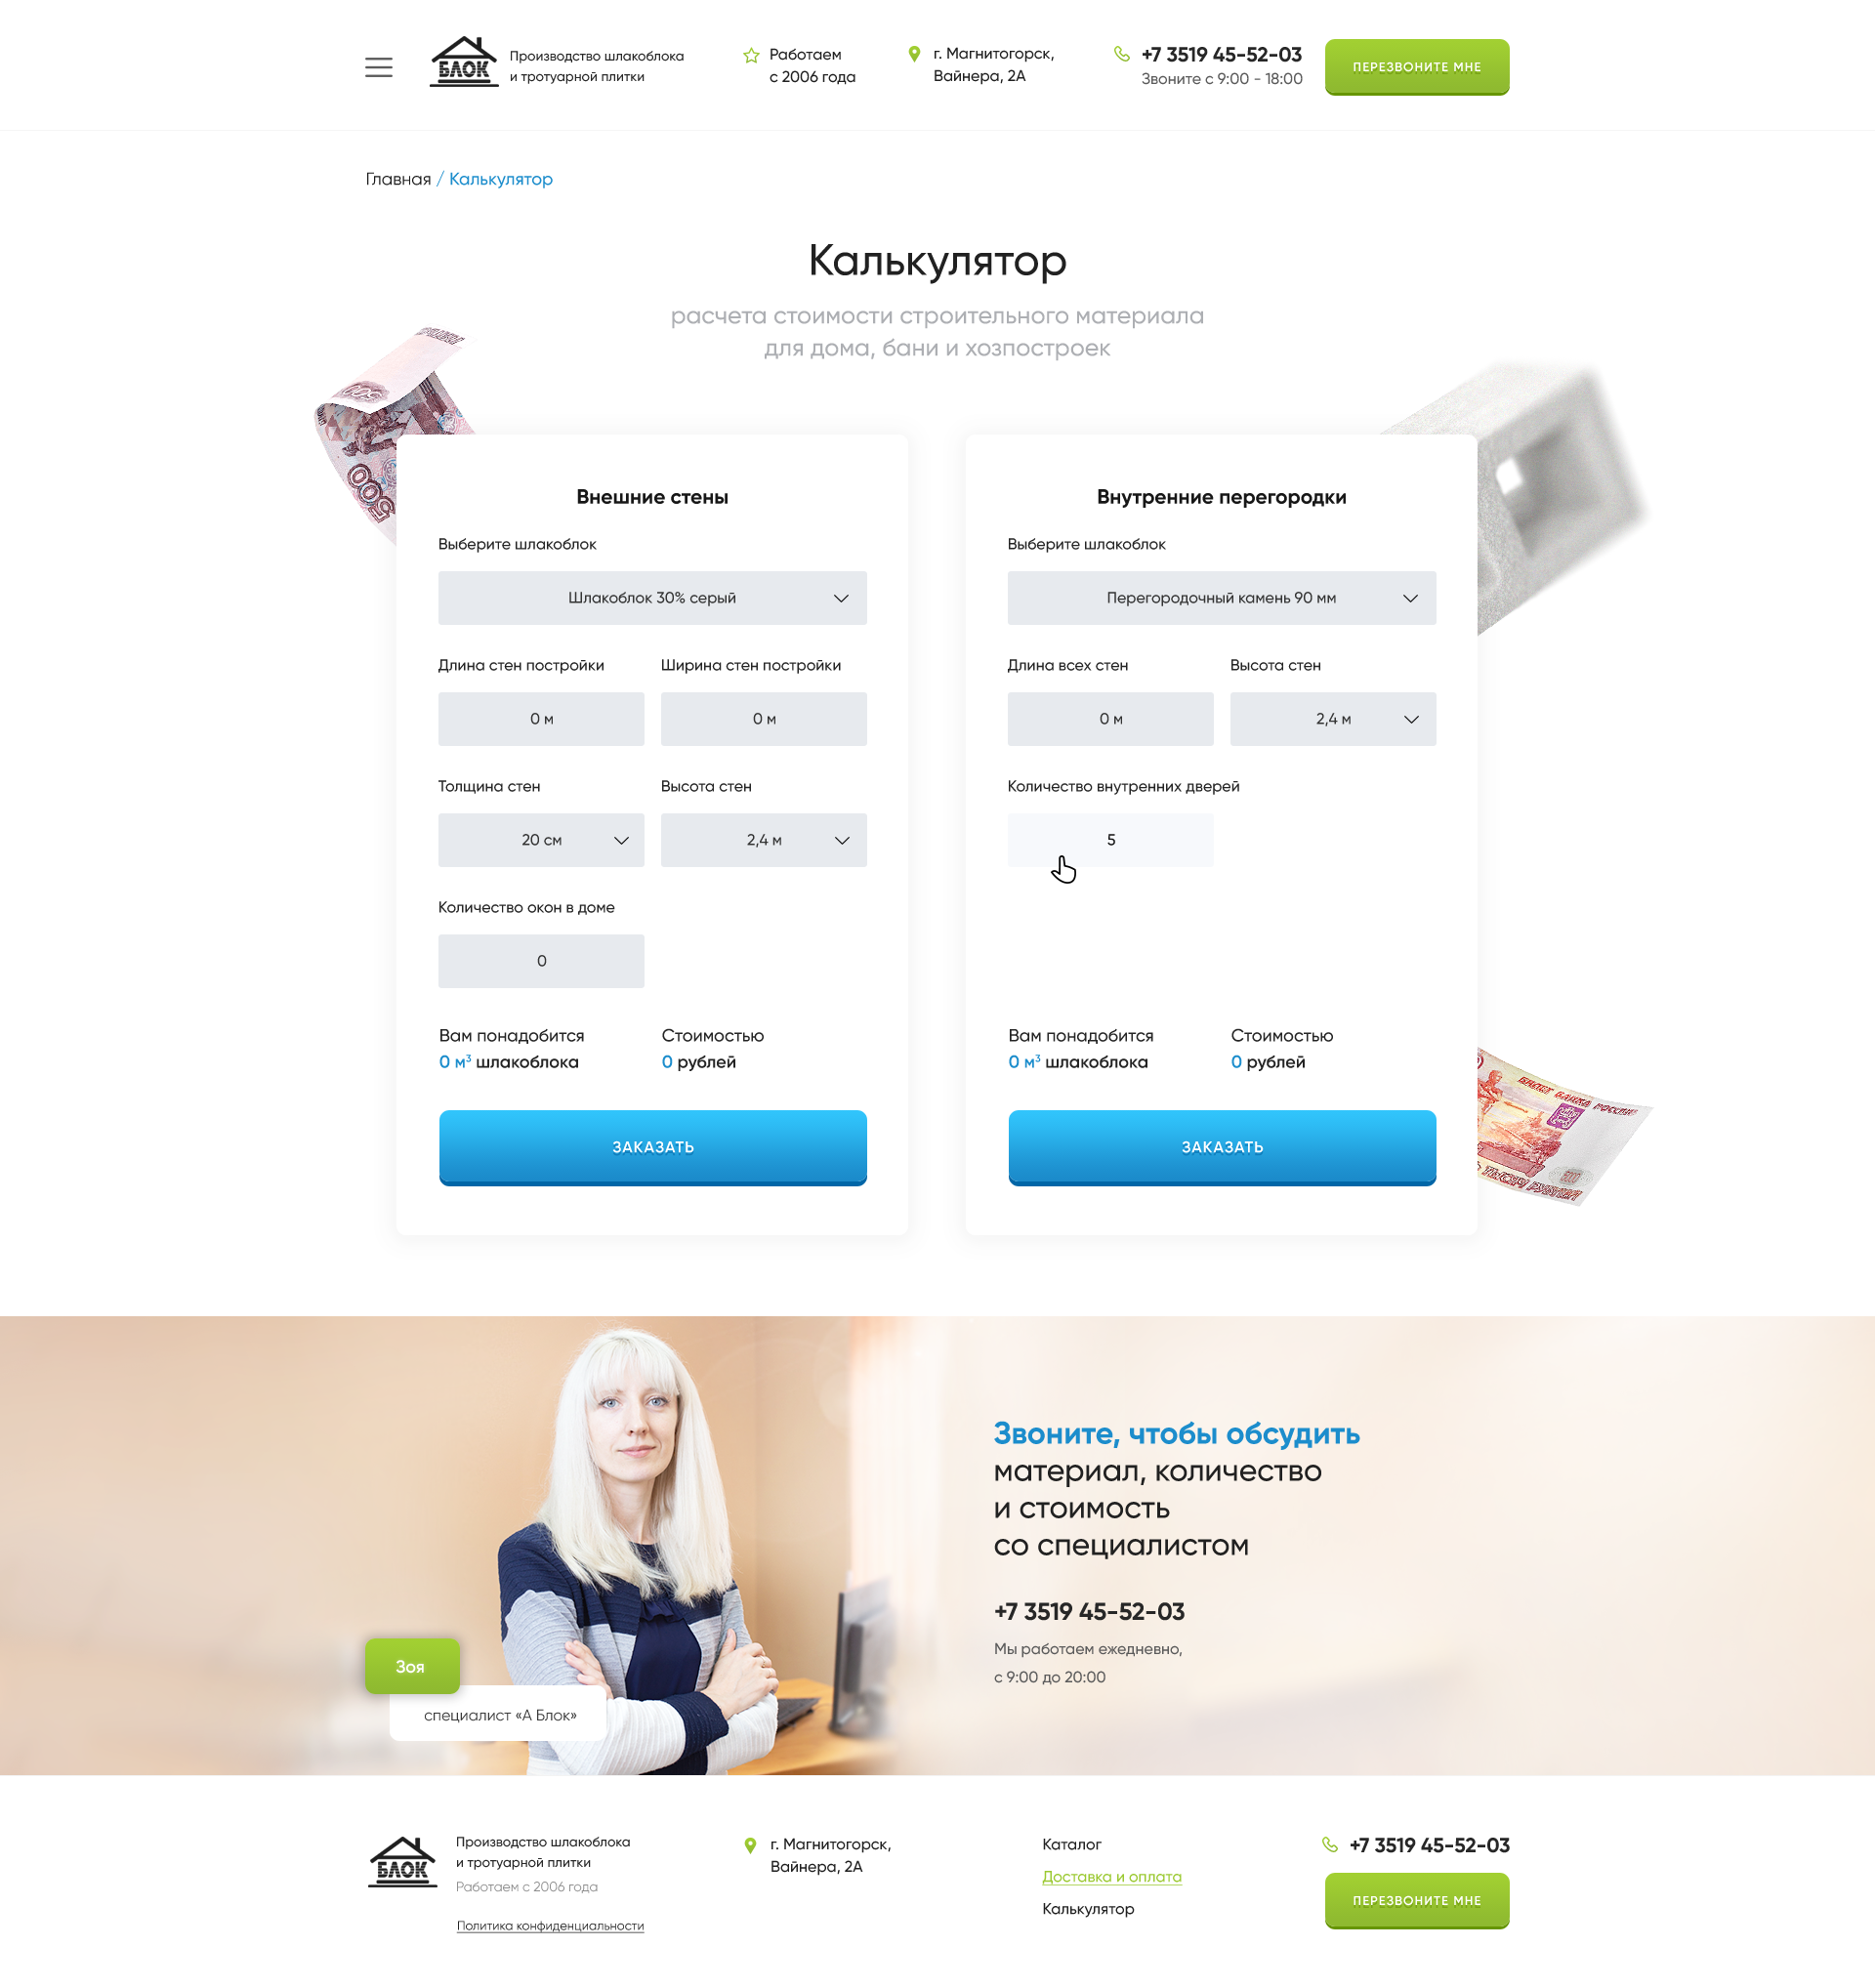 БЛОК
Производство шлакоблока
и тротуарной плитки
Работаем
с 2006 года
г. Магнитогорск,
Вайнера, 2А
+7 3519 45-52-03
Звоните с 9:00 - 18:00
ПЕРЕЗВОНИТЕ МНЕ
Главная / Калькулятор
Калькулятор
расчета стоимости строительного материала
для дома, бани и хозпостроек
500
Внешние стены
Выберите шлакоблок
Шлакоблок 30% серый
Длина стен постройки
Ширина стен постройки
0 м
0 м
Толщина стен
Высота стен
20 см
2,4 м
Количество окон в доме
0
Вам понадобится
0 м³ шлакоблока
Стоимостью
0 рублей
ЗАКАЗАТЬ
Внутренние перегородки
Выберите шлакоблок
Перегородочный камень 90 мм
Длина всех стен
Высота стен
0 м
2,4 м
Количество внутренних дверей
5
Вам понадобится
0 м³ шлакоблока
Стоимостью
0 рублей
ЗАКАЗАТЬ
БАНКА РОССИИ
ТЫСЯЧ РУБЛЕЙ
Звоните, чтобы обсудить
материал, количество
и стоимость
со специалистом
+7 3519 45-52-03
Мы работаем ежедневно,
с 9:00 до 20:00
Зоя
специалист «А Блок»
БЛОК
Производство шлакоблока
и тротуарной плитки
Работаем с 2006 года
Политика конфиденциальности
г. Магнитогорск,
Вайнера, 2А
Каталог
Доставка и оплата
Калькулятор
+7 3519 45-52-03
ПЕРЕЗВОНИТЕ МНЕ